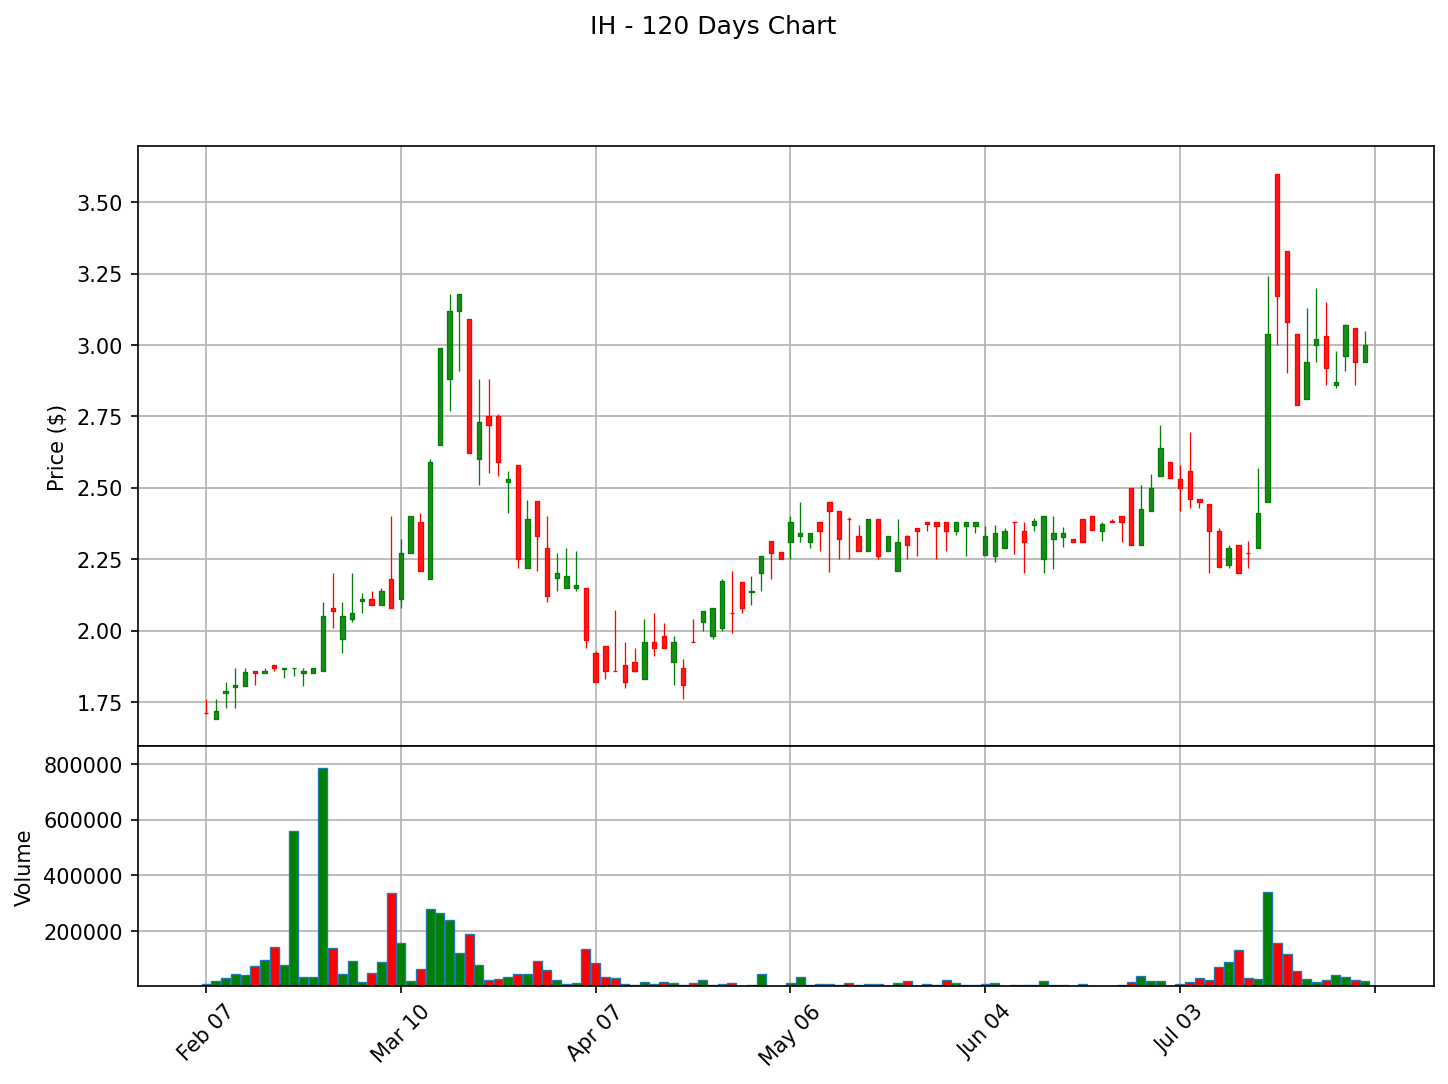 IH - 120 Days Chart
Price ($)
3.50
3.25
3.00
2.75
2.50
2.25
2.00
1.75
Volume
800000
600000
400000
200000
Feb 07
Mar 10
Apr 07
May 06
Jun 04
Jul 03